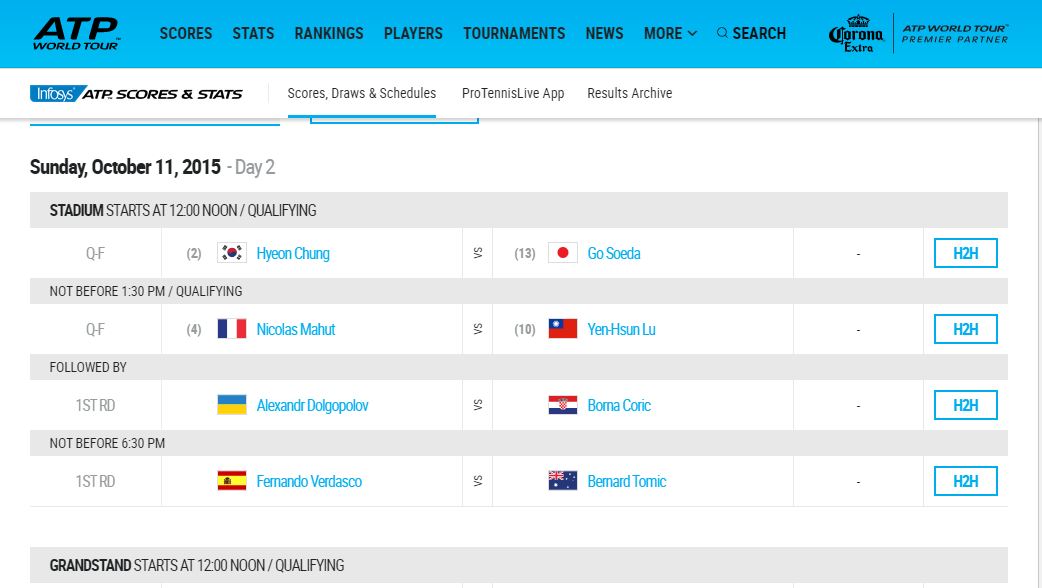 ATP
WORLD TOUR
SCORES STATS RANKINGS PLAYERS TOURNAMENTS NEWS MORE SEARCH
Corona
Extra
ATP WORLD TOUR™
PREMIER PARTNER
Infosys® ATP SCORES & STATS
Scores, Draws & Schedules ProTennisLive App Results Archive
Sunday, October 11, 2015 - Day 2
STADIUM STARTS AT 12:00 NOON / QUALIFYING
Q-F (2) Hyeon Chung VS (13) Go Soeda - H2H
NOT BEFORE 1:30 PM / QUALIFYING
Q-F (4) Nicolas Mahut VS (10) Yen-Hsun Lu - H2H
FOLLOWED BY
1ST RD Alexandr Dolgopolov VS Borna Coric - H2H
NOT BEFORE 6:30 PM
1ST RD Fernando Verdasco VS Bernard Tomic - H2H
GRANDSTAND STARTS AT 12:00 NOON / QUALIFYING